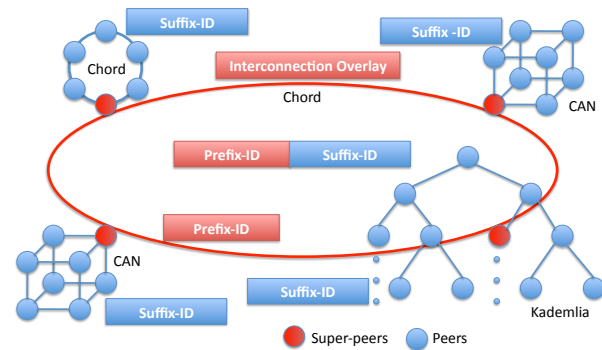 Suffix-ID
Suffix -ID
Chord
Interconnection Overlay
Chord
CAN
Prefix-ID
Suffix-ID
Prefix-ID
CAN
Suffix-ID
Kademlia
Suffix-ID
Super-peers
Peers